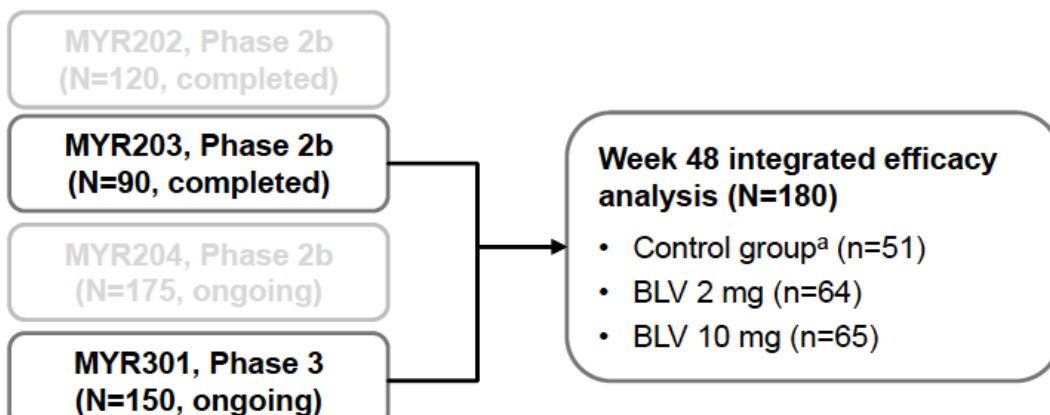 MYR202, Phase 2b
(N=120, completed)
MYR203, Phase 2b
(N=90, completed)
MYR204, Phase 2b
(N=175, ongoing)
MYR301, Phase 3
(N=150, ongoing)
Week 48 integrated efficacy
analysis (N=180)
• Control groupᵃ (n=51)
• BLV 2 mg (n=64)
• BLV 10 mg (n=65)